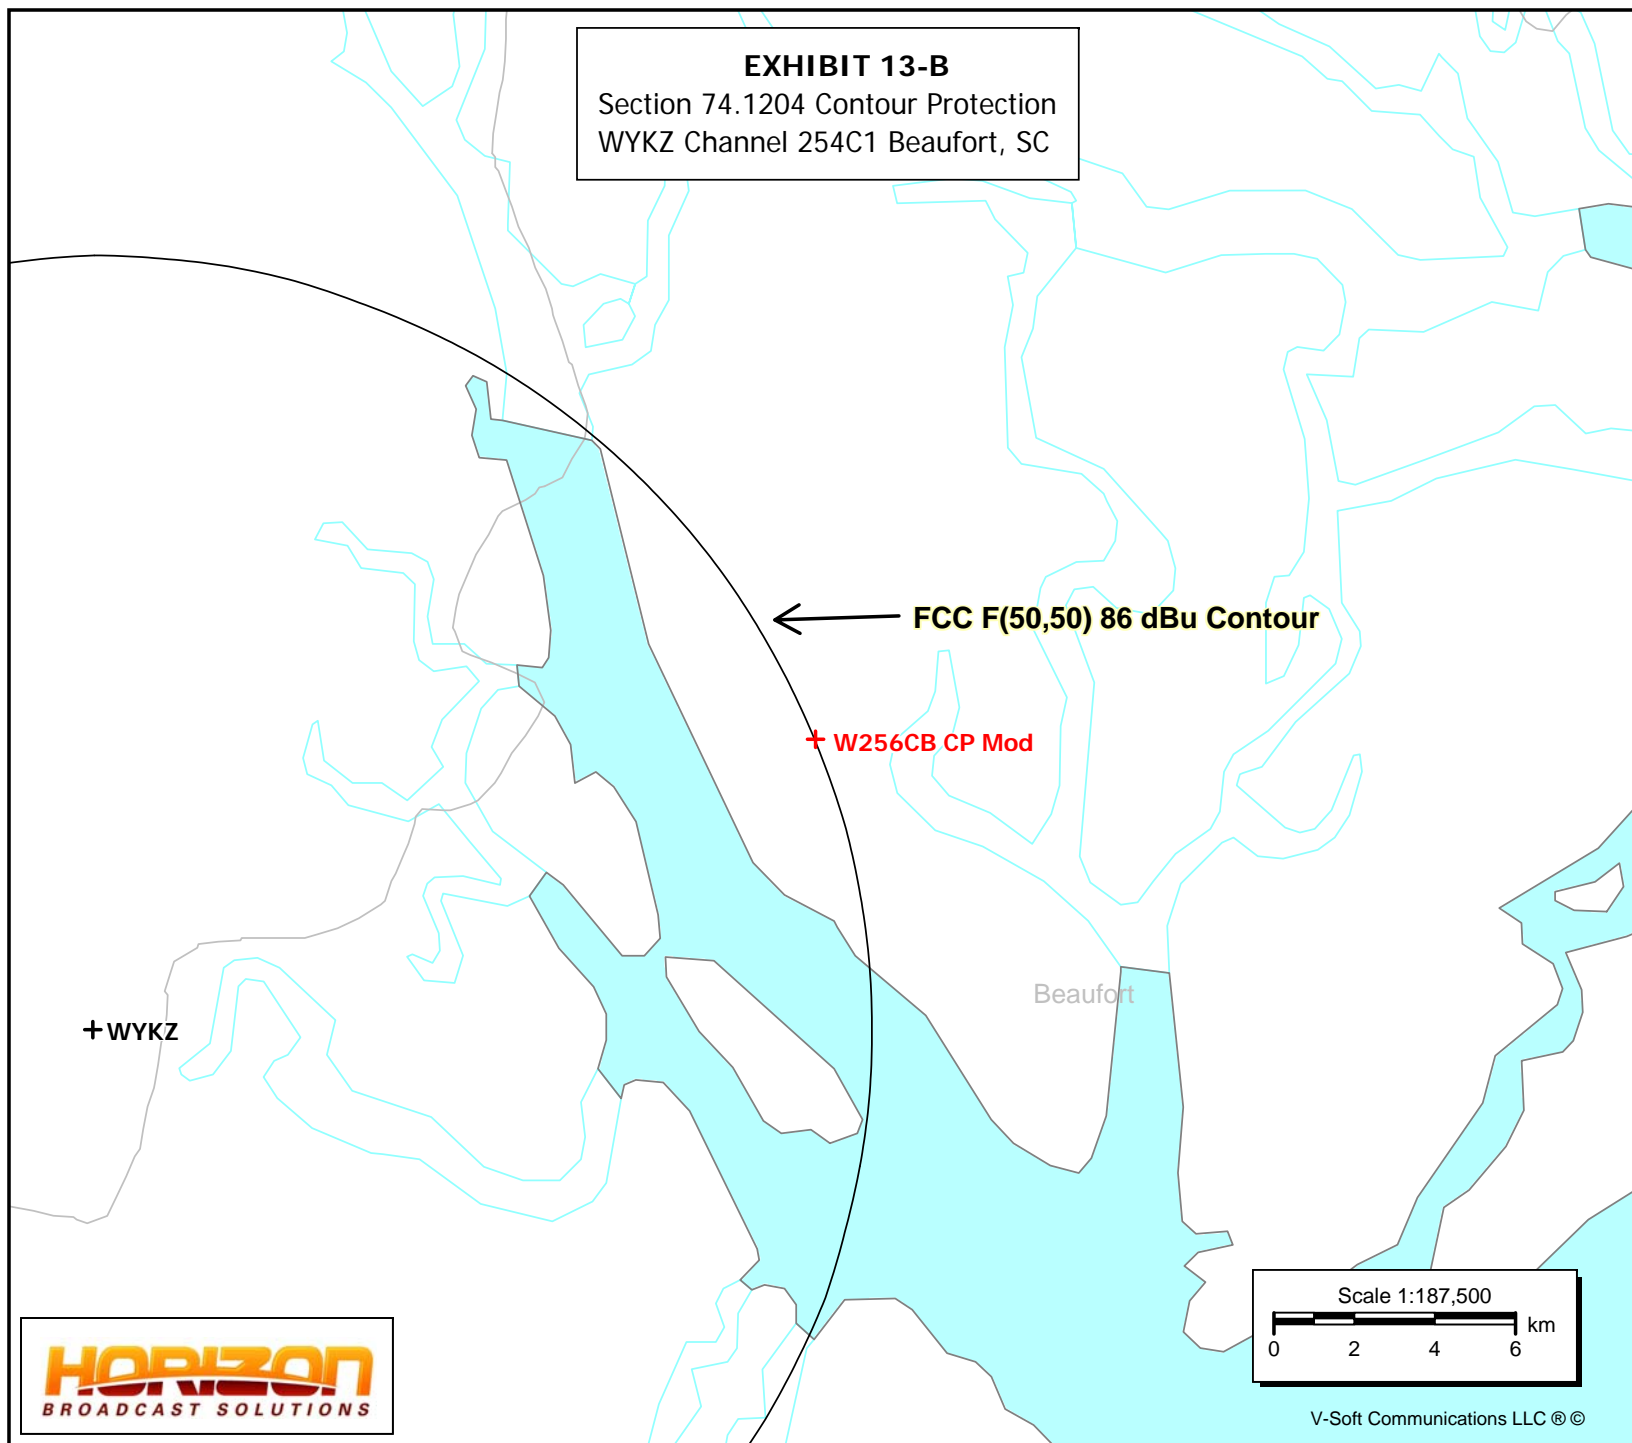 EXHIBIT 13-B
Section 74.1204 Contour Protection
WYKZ Channel 254C1 Beaufort, SC
FCC F(50,50) 86 dBu Contour
W256CB CP Mod
Beaufort
WYKZ
Scale 1:187,500
km
0 2 4 6
HORIZON
BROADCAST SOLUTIONS
V-Soft Communications LLC ® ©